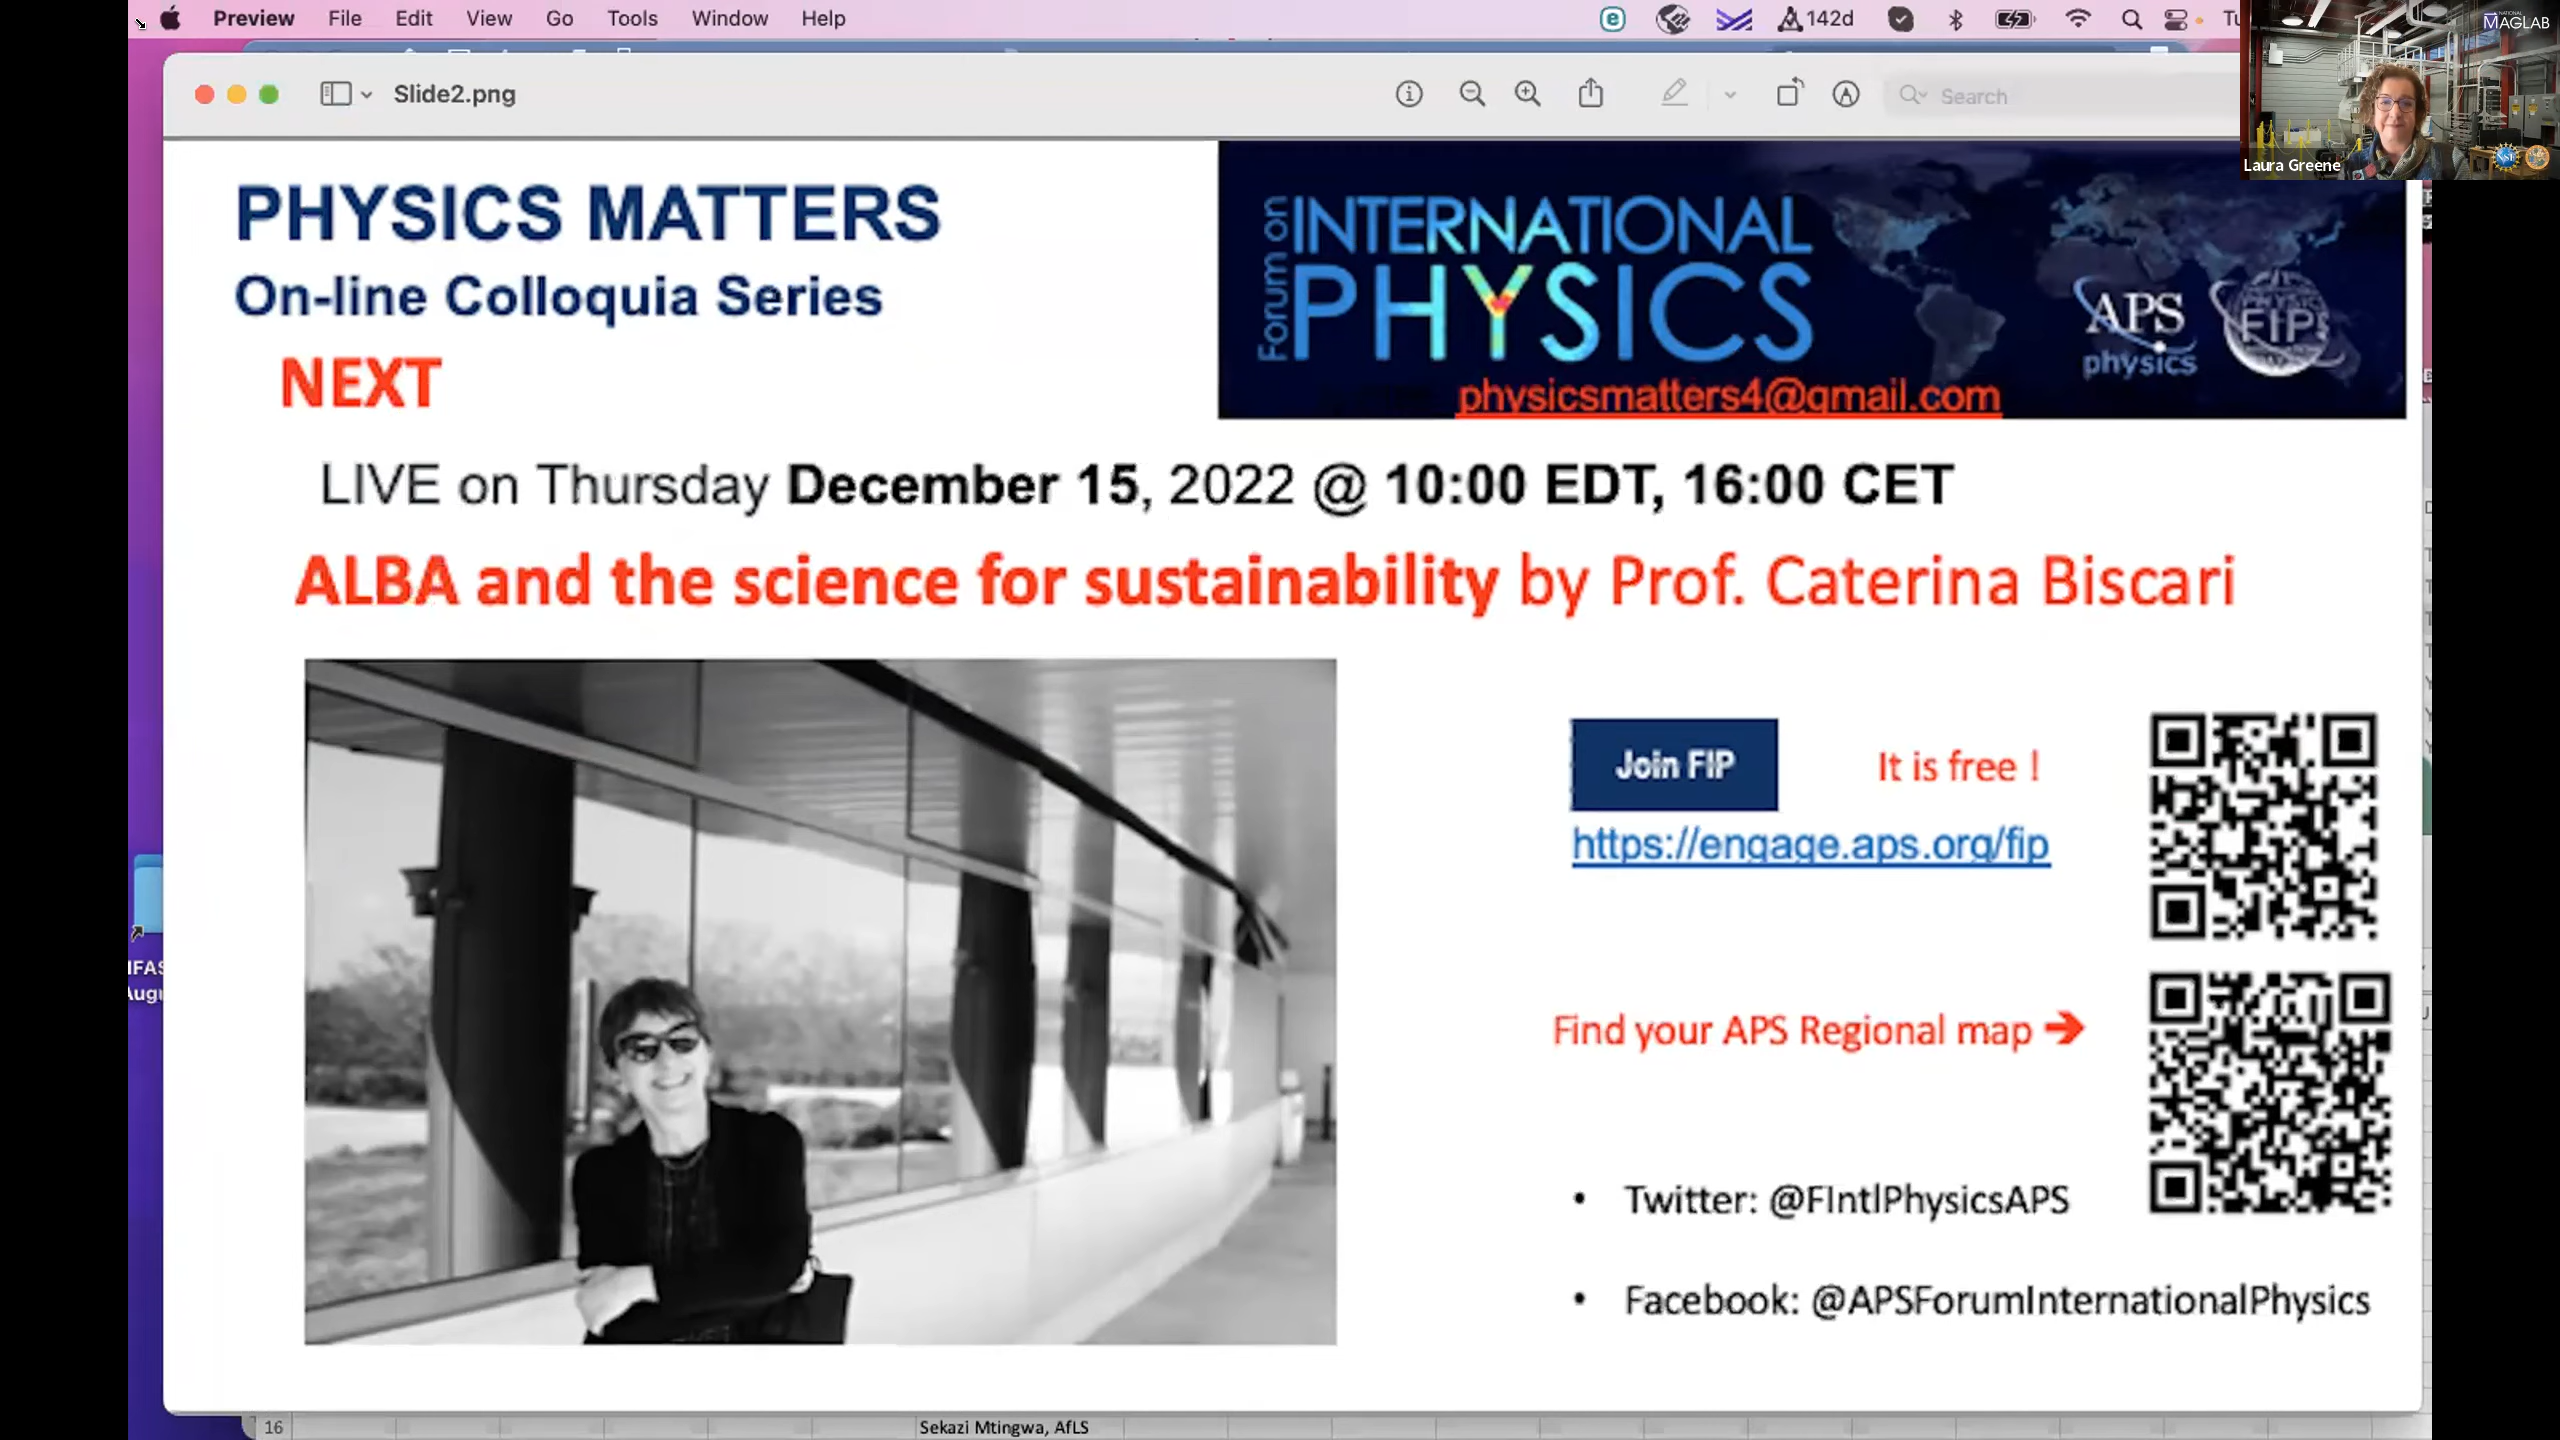 Preview File Edit View Go Tools Window Help 142d
MAGLAB
Slide2.png
Search
Laura Greene
PHYSICS MATTERS
On-line Colloquia Series
NEXT
Forum on
INTERNATIONAL
PHYSICS
APS
physics
FIP
physicsmatters4@gmail.com
LIVE on Thursday December 15, 2022 @ 10:00 EDT, 16:00 CET
ALBA and the science for sustainability by Prof. Caterina Biscari
Join FIP
It is free !
https://engage.aps.org/fip
Find your APS Regional map ➔
• Twitter: @FIntlPhysicsAPS
• Facebook: @APSForumInternationalPhysics
16
Sekazi Mtingwa, AfLS